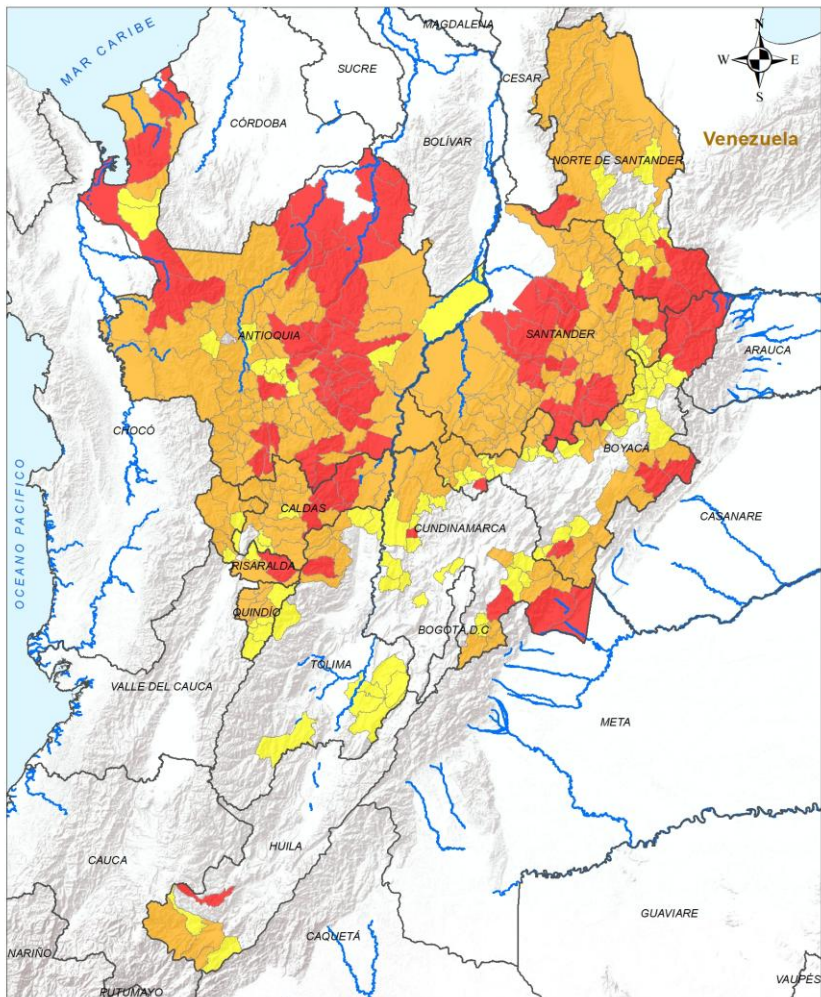 MAGDALENA
MAR CARIBE
N
W
E
S
SUCRE
CESAR
CÓRDOBA
BOLÍVAR
Venezuela
NORTE DE SANTANDER
ANTIOQUIA
SANTANDER
ARAUCA
CHOCÓ
BOYACÁ
CALDAS
CUNDINAMARCA
CASANARE
OCEANO PACIFICO
RISARALDA
QUINDÍO
BOGOTÁ D.C
TOLIMA
VALLE DEL CAUCA
META
HUILA
CAUCA
GUAVIARE
CAQUETÁ
NARIÑO
PUTUMAYO
VAUPÉS